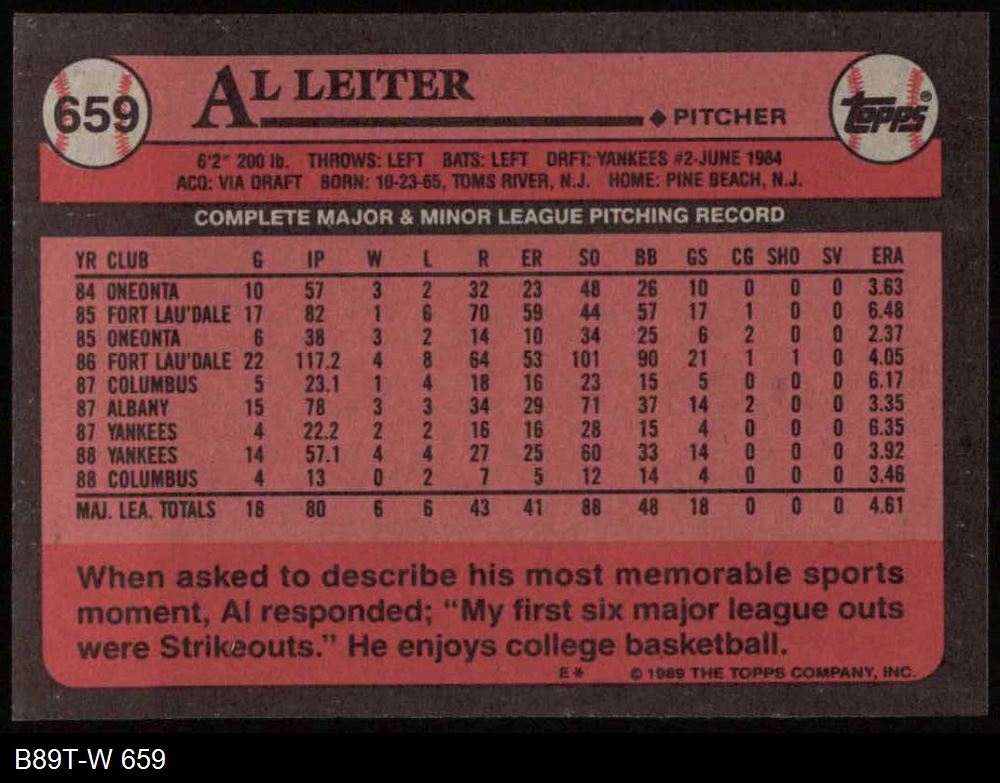 659 AL LEITER ◆ PITCHER Topps®
6'2" 200 lb. THROWS: LEFT BATS: LEFT DRFT: YANKEES #2-JUNE 1984
ACQ: VIA DRAFT BORN: 10-23-65, TOMS RIVER, N.J. HOME: PINE BEACH, N.J.
COMPLETE MAJOR & MINOR LEAGUE PITCHING RECORD
YR CLUB G IP W L R ER SO BB GS CG SHO SV ERA
84 ONEONTA 10 57 3 2 32 23 48 26 10 0 0 0 3.63
85 FORT LAU'DALE 17 82 1 6 70 59 44 57 17 1 0 0 6.48
85 ONEONTA 6 38 3 2 14 10 34 25 6 2 0 0 2.37
86 FORT LAU'DALE 22 117.2 4 8 64 53 101 90 21 1 1 0 4.05
87 COLUMBUS 5 23.1 1 4 18 16 23 15 5 0 0 0 6.17
87 ALBANY 15 78 3 3 34 29 71 37 14 2 0 0 3.35
87 YANKEES 4 22.2 2 2 16 16 28 15 4 0 0 0 6.35
88 YANKEES 14 57.1 4 4 27 25 60 33 14 0 0 0 3.92
88 COLUMBUS 4 13 0 2 7 5 12 14 4 0 0 0 3.46
MAJ. LEA. TOTALS 18 80 6 6 43 41 88 48 18 0 0 0 4.61
When asked to describe his most memorable sports
moment, Al responded; "My first six major league outs
were Strikeouts." He enjoys college basketball.
E* © 1989 THE TOPPS COMPANY, INC.
B89T-W 659